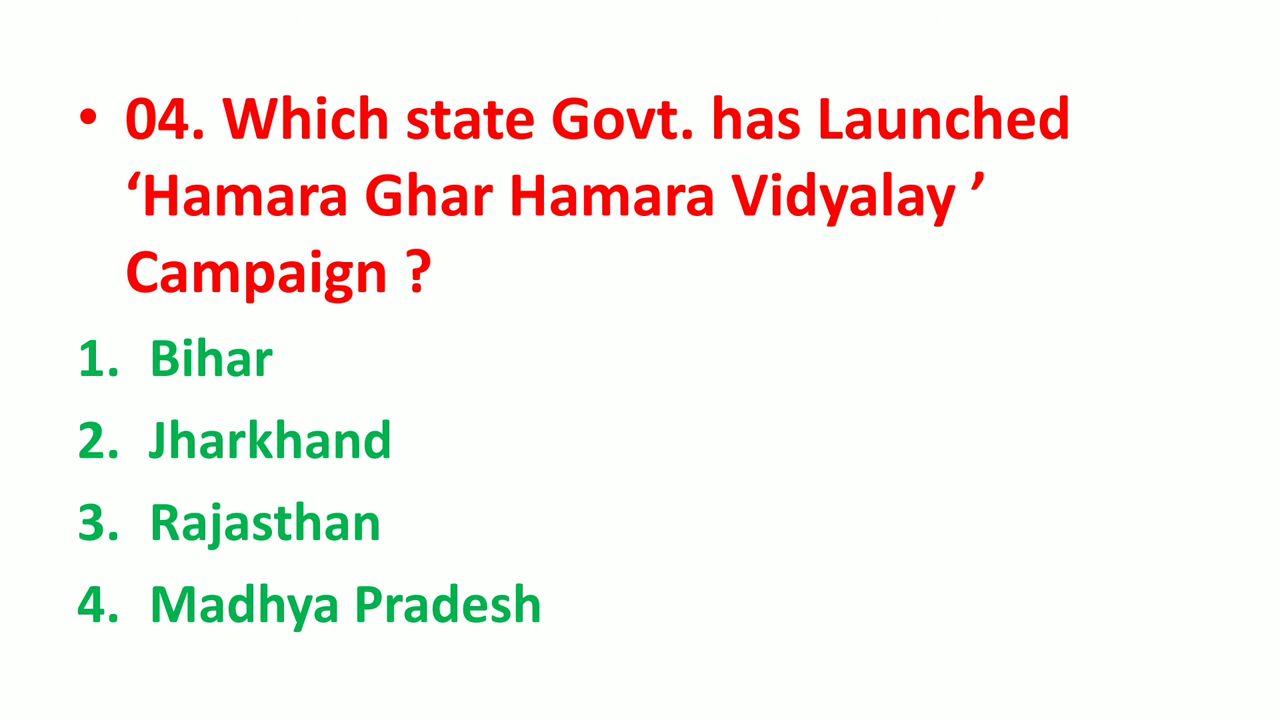 • 04. Which state Govt. has Launched
‘Hamara Ghar Hamara Vidyalay ’
Campaign ?
1. Bihar
2. Jharkhand
3. Rajasthan
4. Madhya Pradesh